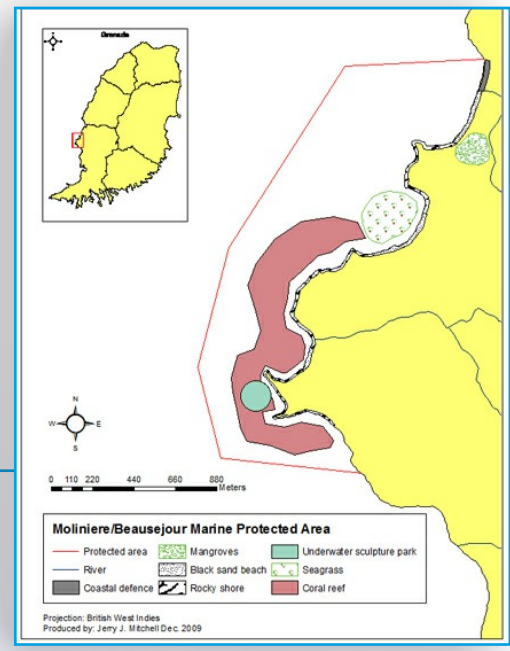 Grenada
N
W E
S
0 110 220 440 660 880
Meters
Moliniere/Beausejour Marine Protected Area
Protected area Mangroves Underwater sculpture park
River Black sand beach Seagrass
Coastal defence Rocky shore Coral reef
Projection: British West Indies
Produced by: Jerry J. Mitchell Dec. 2009